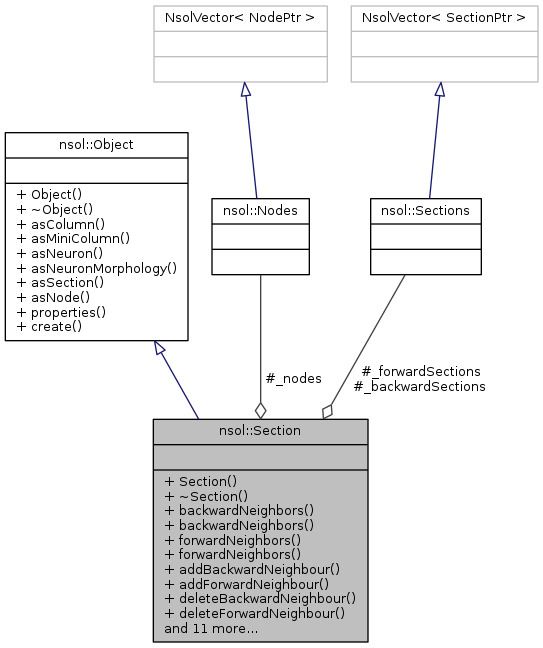 NsolVector< NodePtr >
NsolVector< SectionPtr >
nsol::Object
+ Object()
+ ~Object()
+ asColumn()
+ asMiniColumn()
+ asNeuron()
+ asNeuronMorphology()
+ asSection()
+ asNode()
+ properties()
+ create()
nsol::Nodes
nsol::Sections
#_nodes
#_forwardSections
#_backwardSections
nsol::Section
+ Section()
+ ~Section()
+ backwardNeighbors()
+ backwardNeighbors()
+ forwardNeighbors()
+ forwardNeighbors()
+ addBackwardNeighbour()
+ addForwardNeighbour()
+ deleteBackwardNeighbour()
+ deleteForwardNeighbour()
and 11 more...